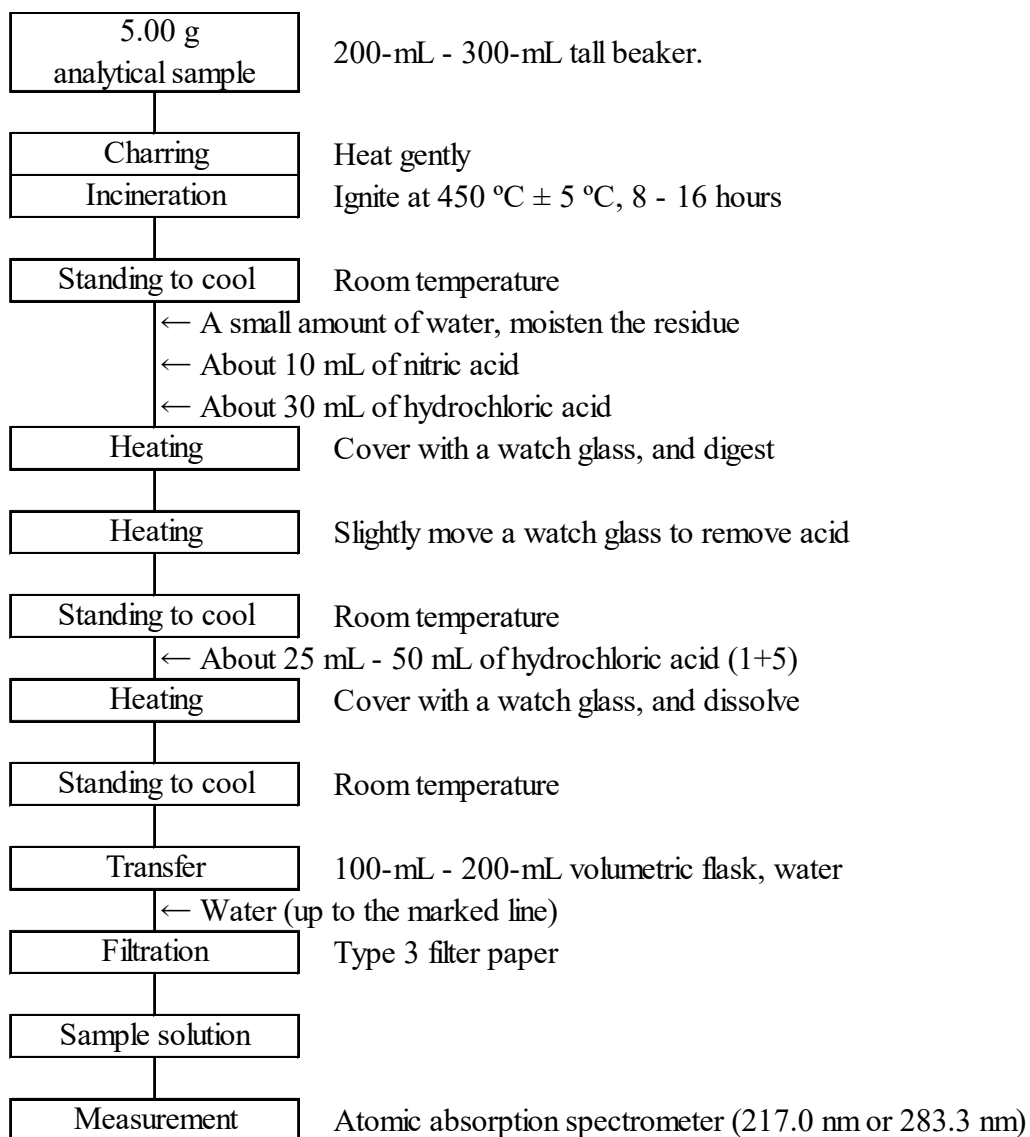 5.00 g
analytical sample
200-mL - 300-mL tall beaker.
Charring
Heat gently
Incineration
Ignite at 450 ºC ± 5 ºC, 8 - 16 hours
Standing to cool
Room temperature
← A small amount of water, moisten the residue
← About 10 mL of nitric acid
← About 30 mL of hydrochloric acid
Heating
Cover with a watch glass, and digest
Heating
Slightly move a watch glass to remove acid
Standing to cool
Room temperature
← About 25 mL - 50 mL of hydrochloric acid (1+5)
Heating
Cover with a watch glass, and dissolve
Standing to cool
Room temperature
Transfer
100-mL - 200-mL volumetric flask, water
← Water (up to the marked line)
Filtration
Type 3 filter paper
Sample solution
Measurement
Atomic absorption spectrometer (217.0 nm or 283.3 nm)